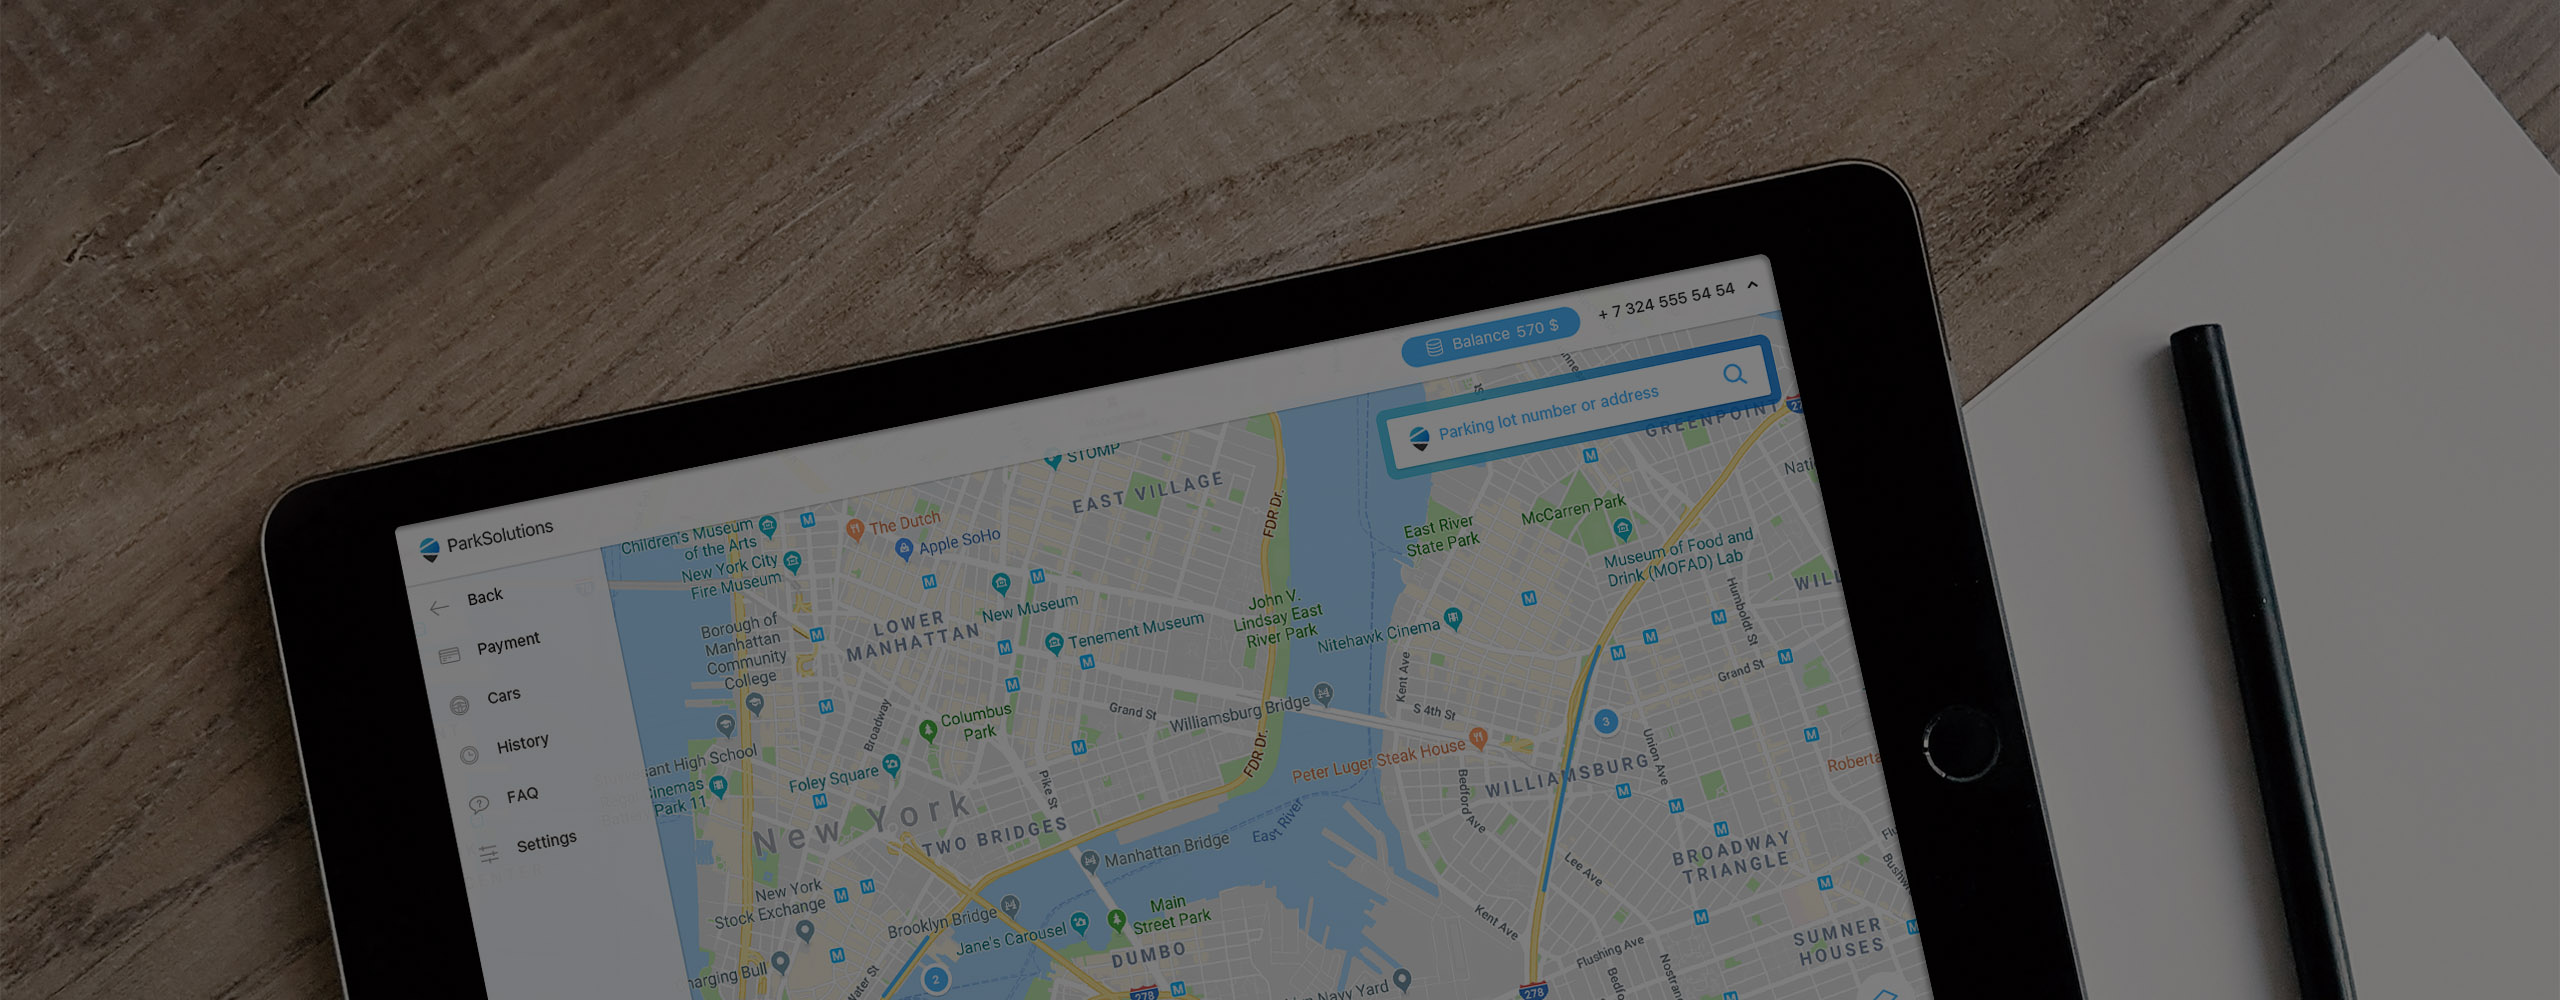 + 7 324 555 54 54
Balance 570 $
Parking lot number or address
ParkSolutions
Back
Payment
Cars
History
FAQ
Settings
STOMP
EAST VILLAGE
FDR Dr.
GREENPOINT
Children's Museum
of the Arts
The Dutch
Apple SoHo
New York City
Fire Museum
New Museum
Tenement Museum
LOWER
MANHATTAN
Borough of
Manhattan
Community
College
John V.
Lindsay East
River Park
East River
State Park
McCarren Park
Museum of Food and
Drink (MOFAD) Lab
Nitehawk Cinema
Humboldt St
Grand St
Kent Ave
S 4th St
Williamsburg Bridge
Grand St
Broadway
Columbus
Park
Foley Square
Pike St
FDR Dr.
Peter Luger Steak House
WILLIAMSBURG
Union Ave
Bedford Ave
3
New York
TWO BRIDGES
Manhattan Bridge
East River
BROADWAY
TRIANGLE
Lee Ave
Kent Ave
New York
Stock Exchange
Brooklyn Bridge
Jane's Carousel
Main
Street Park
DUMBO
2
278
278
Flushing Ave
SUMNER
HOUSES
Navy Yard